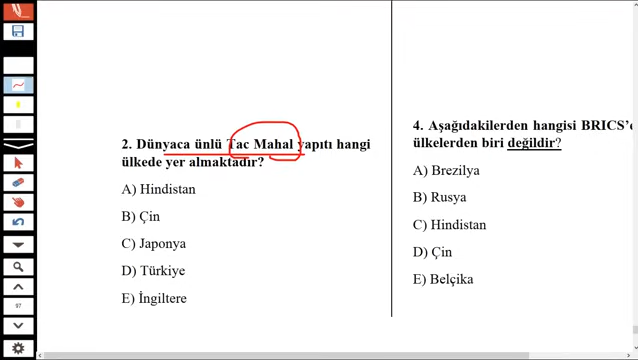 2. Dünyaca ünlü Tac Mahal yapıtı hangi
ülkede yer almaktadır?
A) Hindistan
B) Çin
C) Japonya
D) Türkiye
E) İngiltere
4. Aşağıdakilerden hangisi BRICS'e
ülkelerden biri değildir?
A) Brezilya
B) Rusya
C) Hindistan
D) Çin
E) Belçika
97